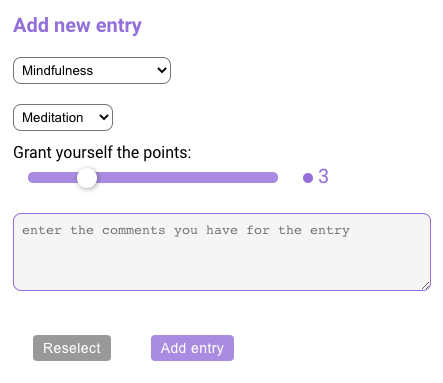 Add new entry
Mindfulness
Meditation
Grant yourself the points:
3
enter the comments you have for the entry
Reselect Add entry